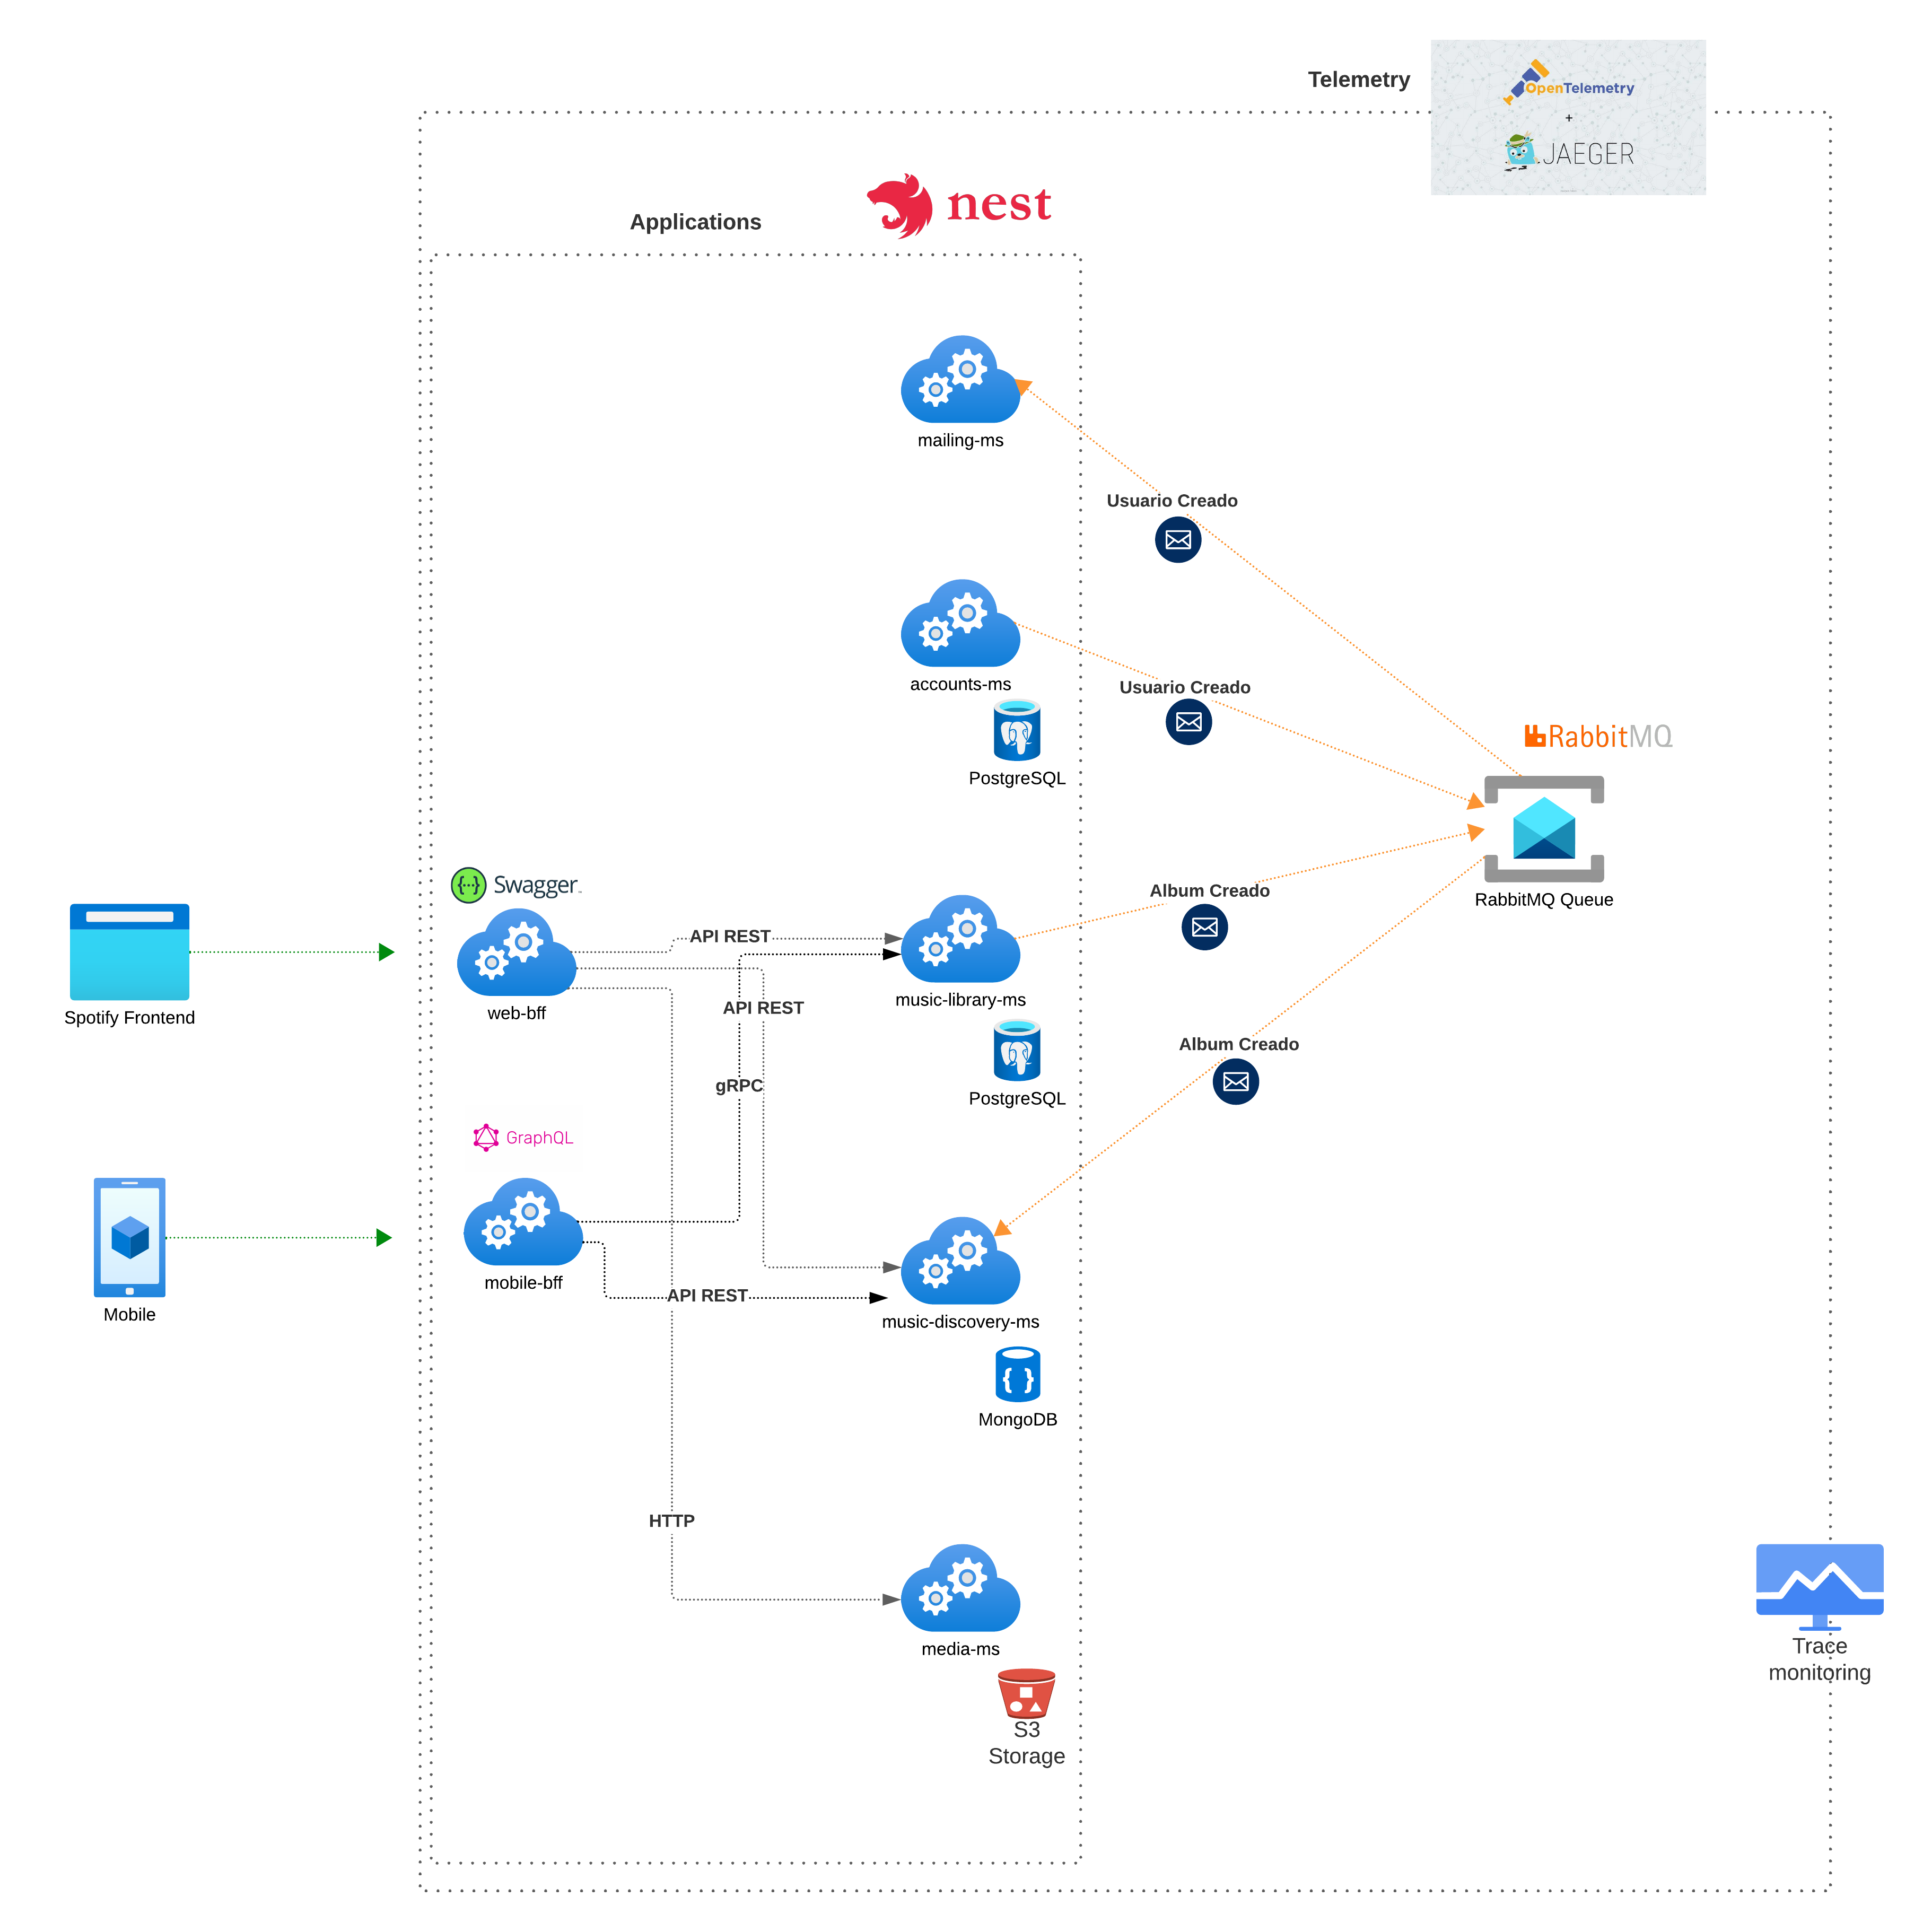 Telemetry
OpenTelemetry
+
JAEGER
nest
Applications
mailing-ms
Usuario Creado
accounts-ms
Usuario Creado
PostgreSQL
RabbitMQ
RabbitMQ Queue
Swagger
Album Creado
API REST
Spotify Frontend
web-bff
music-library-ms
API REST
Album Creado
gRPC
PostgreSQL
GraphQL
mobile-bff
API REST
Mobile
music-discovery-ms
MongoDB
HTTP
media-ms
Trace
monitoring
S3
Storage